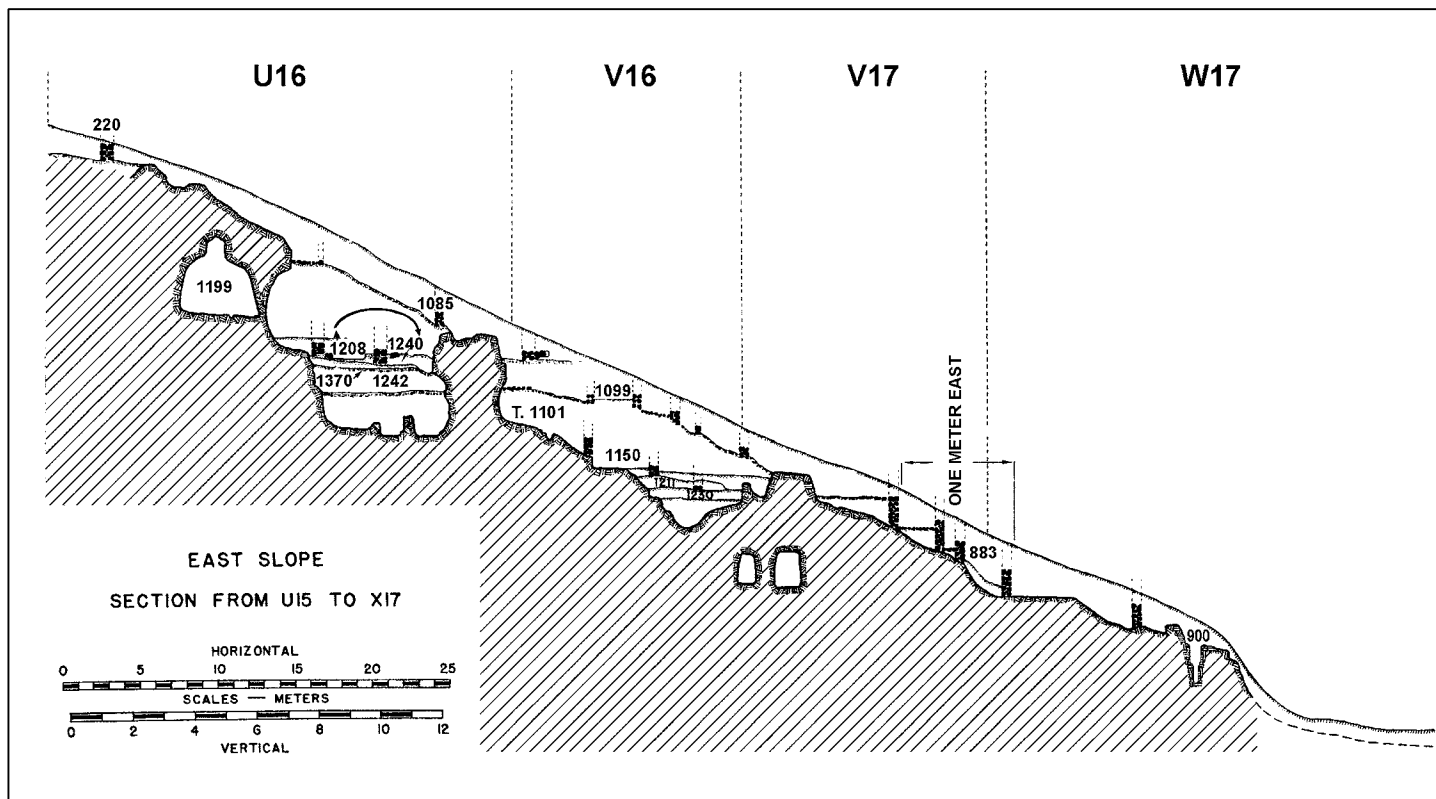 U16 V16 V17 W17
220
1199
1085
1208 1240
1370 1242
1099
T. 1101
1150
1211
1230
ONE METER EAST
883
900
EAST SLOPE
SECTION FROM U15 TO X17
HORIZONTAL
0 5 10 15 20 25
SCALES — METERS
0 2 4 6 8 10 12
VERTICAL